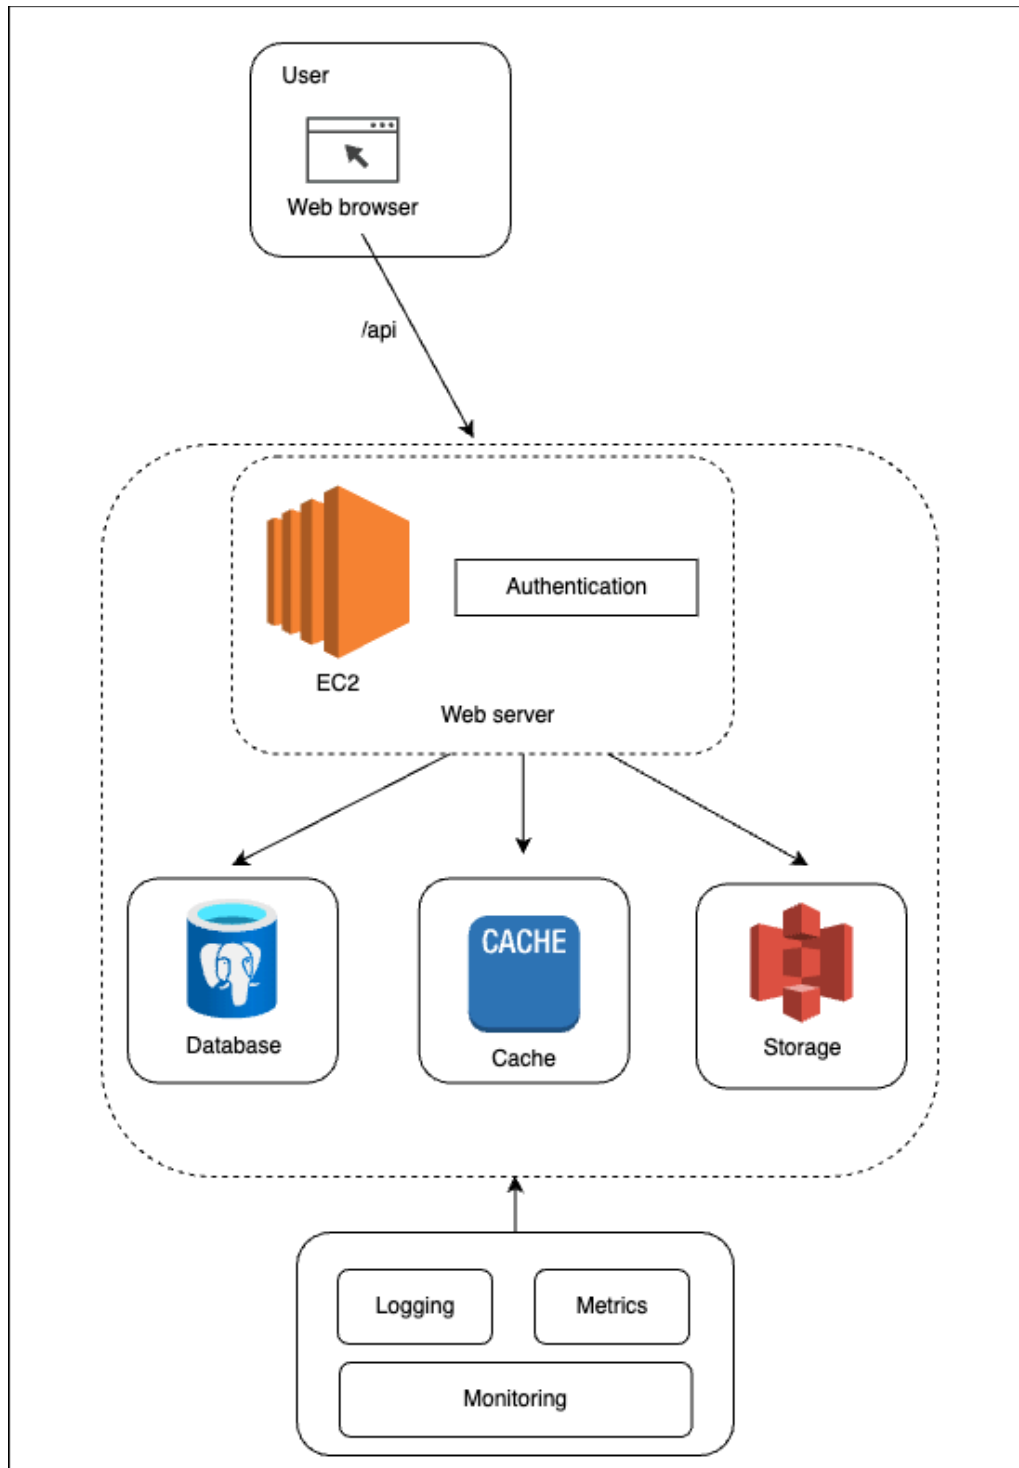 User
Web browser
/api
Authentication
EC2
Web server
CACHE
Database
Cache
Storage
Logging
Metrics
Monitoring